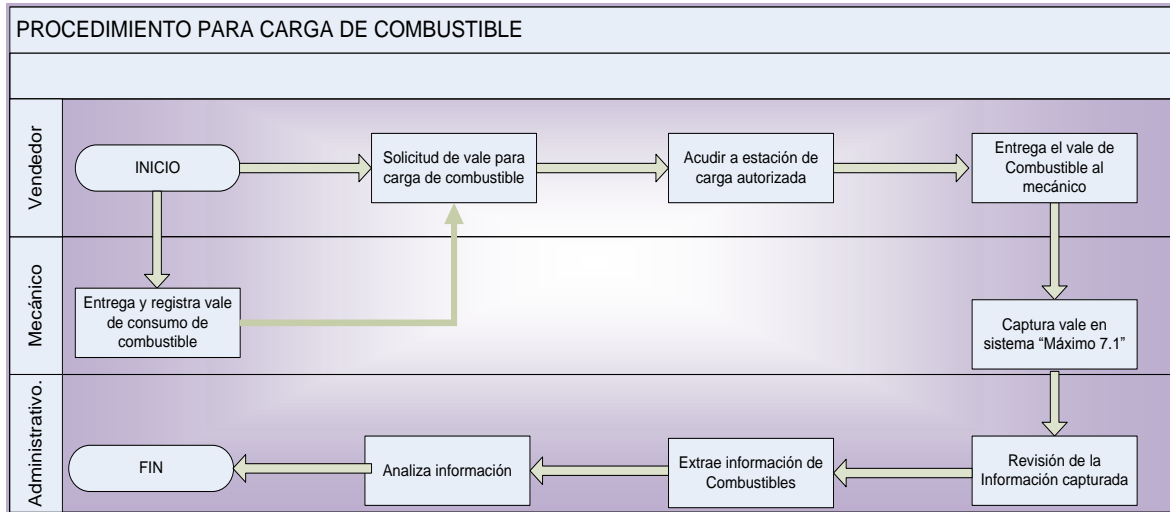 PROCEDIMIENTO PARA CARGA DE COMBUSTIBLE
Vendedor
INICIO
Solicitud de vale para
carga de combustible
Acudir a estación de
carga autorizada
Entrega el vale de
Combustible al
mecánico
Mecánico
Entrega y registra vale
de consumo de
combustible
Captura vale en
sistema “Máximo 7.1”
Administrativo.
FIN
Analiza información
Extrae información de
Combustibles
Revisión de la
Información capturada